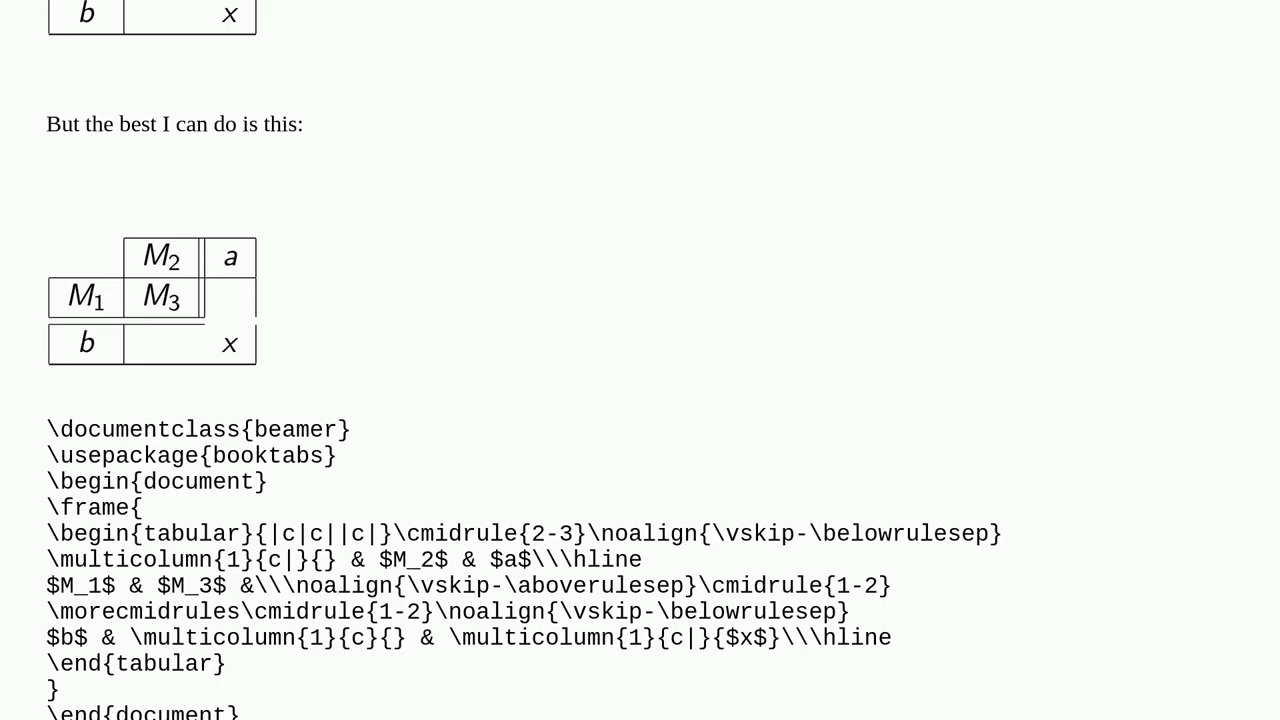 b x
But the best I can do is this:
M2 a
M1 M3
b x
\documentclass{beamer}
\usepackage{booktabs}
\begin{document}
\frame{
\begin{tabular}{|c|c||c|}\cmidrule{2-3}\noalign{\vskip-\belowrulesep}
\multicolumn{1}{c|}{} & $M_2$ & $a$\\\hline
$M_1$ & $M_3$ &\\\noalign{\vskip-\aboverulesep}\cmidrule{1-2}
\morecmidrules\cmidrule{1-2}\noalign{\vskip-\belowrulesep}
$b$ & \multicolumn{1}{c}{} & \multicolumn{1}{c|}{$x$}\\\hline
\end{tabular}
}
\end{document}